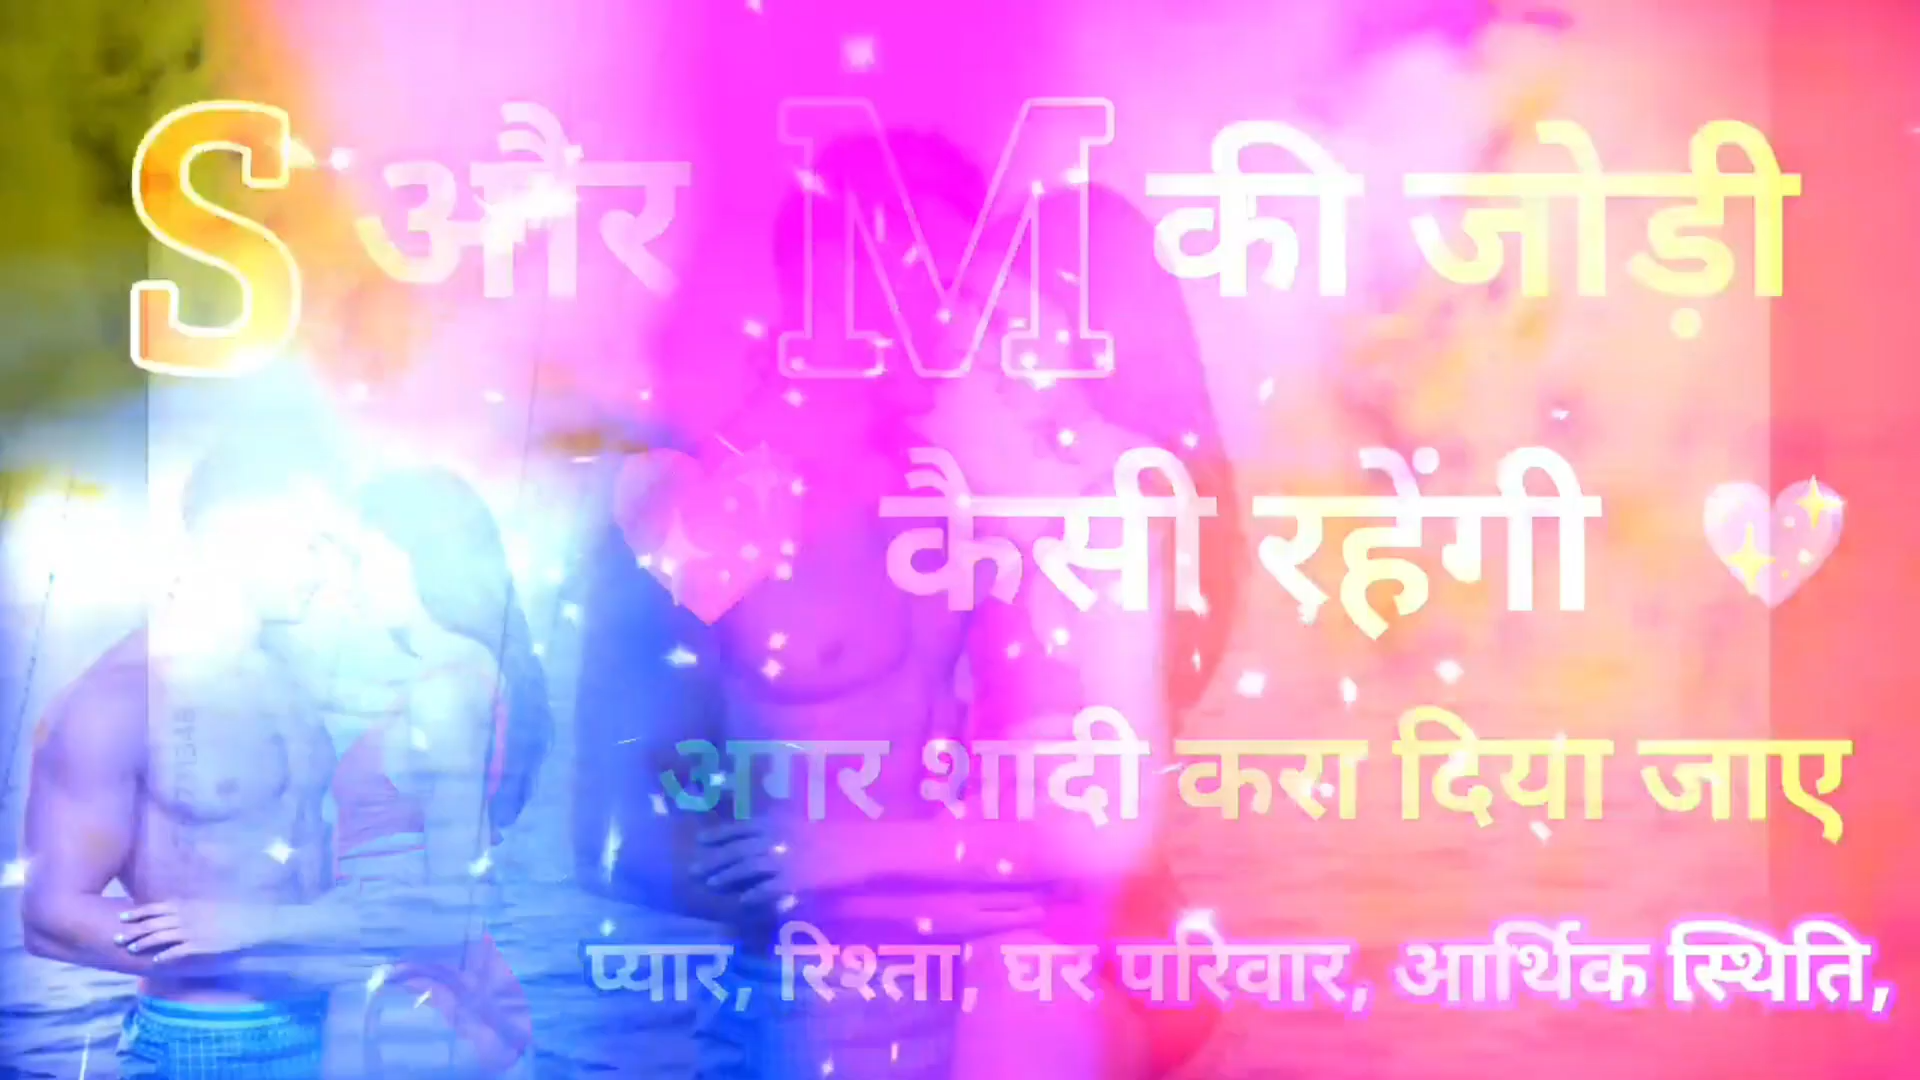 S और M की जोड़ी
💖 कैसी रहेंगी 💖
अगर शादी करा दिया जाए
प्यार, रिश्ता, घर परिवार, आर्थिक स्थिति,